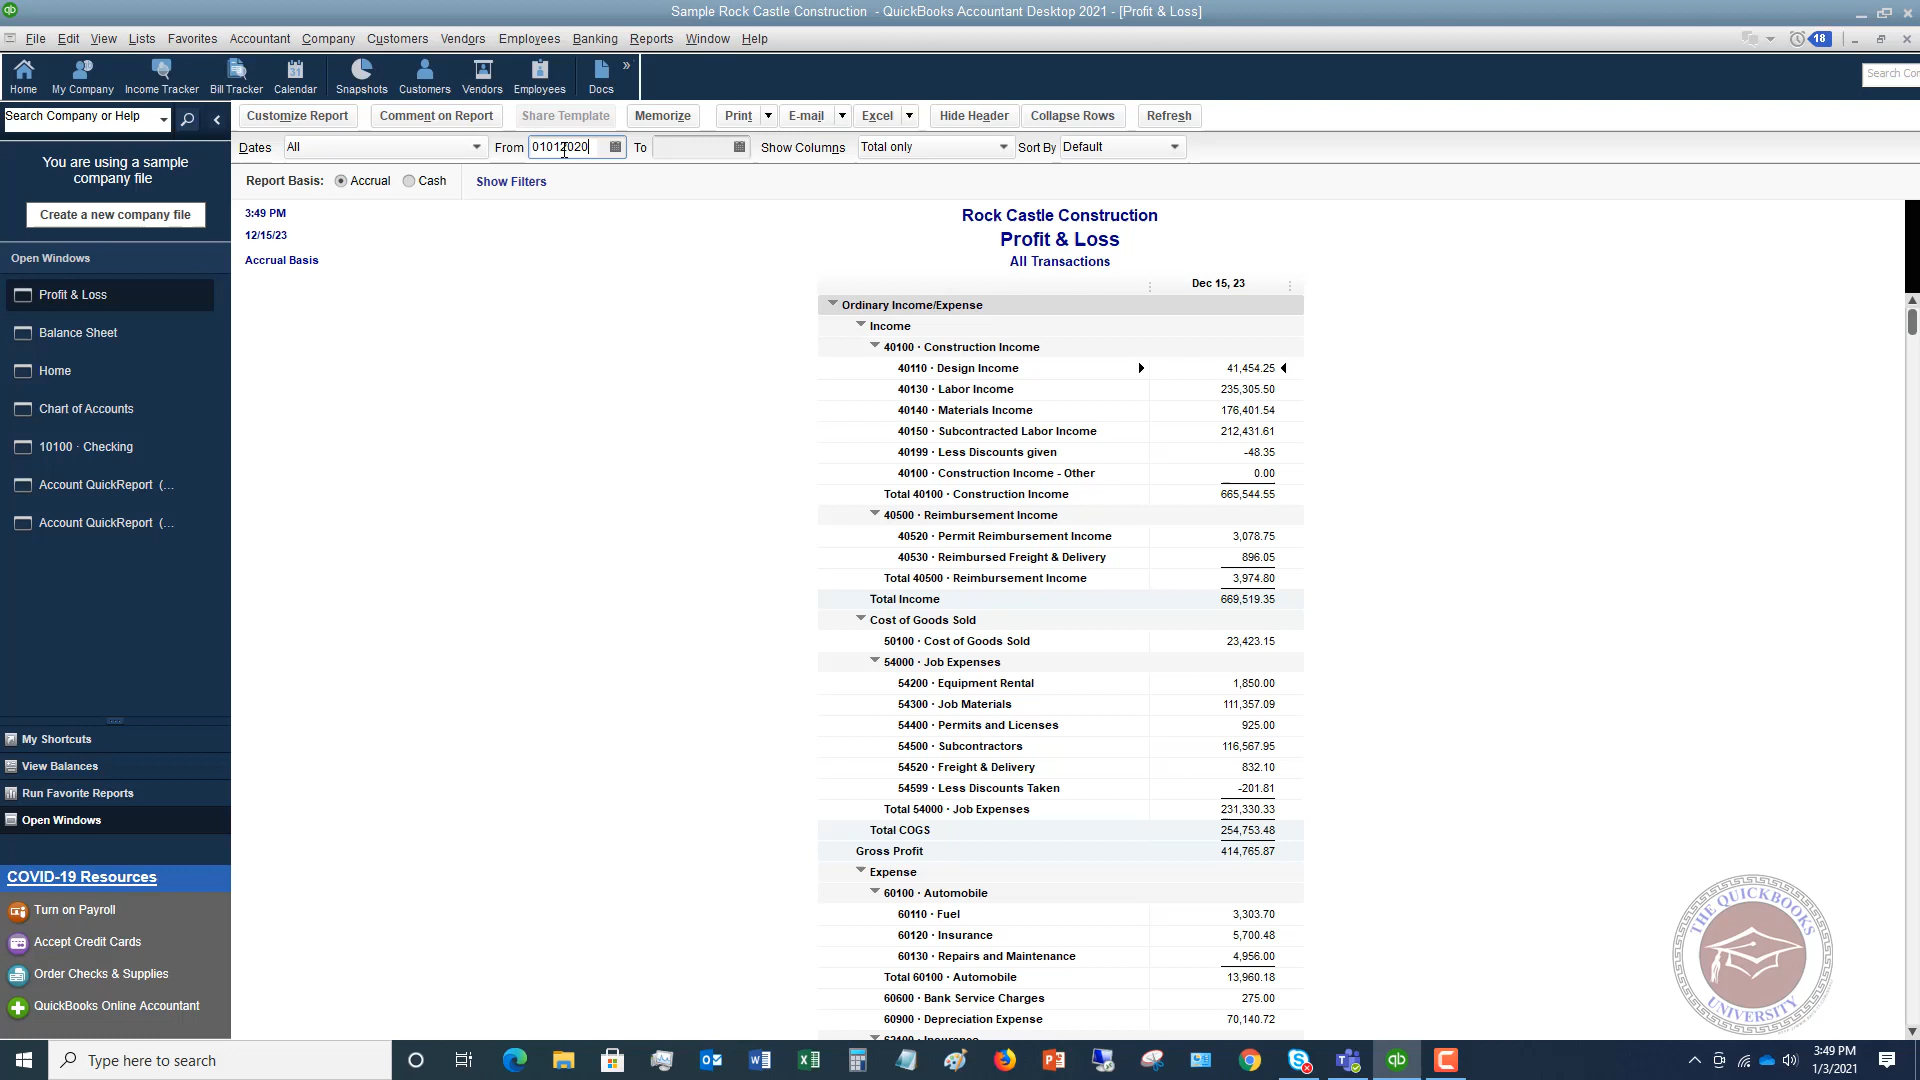 Sample Rock Castle Construction - QuickBooks Accountant Desktop 2021 - [Profit & Loss]
File Edit View Lists Favorites Accountant Company Customers Vendors Employees Banking Reports Window Help
18
Home My Company Income Tracker Bill Tracker Calendar Snapshots Customers Vendors Employees Docs
Search Co
Search Company or Help
Customize Report Comment on Report Share Template Memorize Print E-mail Excel Hide Header Collapse Rows Refresh
Dates All From 01012020 To Show Columns Total only Sort By Default
Report Basis: Accrual Cash Show Filters
You are using a sample
company file
Create a new company file
Open Windows
Profit & Loss
Balance Sheet
Home
Chart of Accounts
10100 · Checking
Account QuickReport (...
Account QuickReport (...
My Shortcuts
View Balances
Run Favorite Reports
Open Windows
COVID-19 Resources
Turn on Payroll
Accept Credit Cards
Order Checks & Supplies
QuickBooks Online Accountant
3:49 PM
12/15/23
Accrual Basis
Rock Castle Construction
Profit & Loss
All Transactions
Dec 15, 23
Ordinary Income/Expense
Income
40100 · Construction Income
40110 · Design Income 41,454.25
40130 · Labor Income 235,305.50
40140 · Materials Income 176,401.54
40150 · Subcontracted Labor Income 212,431.61
40199 · Less Discounts given -48.35
40100 · Construction Income - Other 0.00
Total 40100 · Construction Income 665,544.55
40500 · Reimbursement Income
40520 · Permit Reimbursement Income 3,078.75
40530 · Reimbursed Freight & Delivery 896.05
Total 40500 · Reimbursement Income 3,974.80
Total Income 669,519.35
Cost of Goods Sold
50100 · Cost of Goods Sold 23,423.15
54000 · Job Expenses
54200 · Equipment Rental 1,850.00
54300 · Job Materials 111,357.09
54400 · Permits and Licenses 925.00
54500 · Subcontractors 116,567.95
54520 · Freight & Delivery 832.10
54599 · Less Discounts Taken -201.81
Total 54000 · Job Expenses 231,330.33
Total COGS 254,753.48
Gross Profit 414,765.87
Expense
60100 · Automobile
60110 · Fuel 3,303.70
60120 · Insurance 5,700.48
60130 · Repairs and Maintenance 4,956.00
Total 60100 · Automobile 13,960.18
60600 · Bank Service Charges 275.00
60900 · Depreciation Expense 70,140.72
62100 · Insurance
THE QUICKBOOKS
UNIVERSITY
Type here to search
3:49 PM
1/3/2021